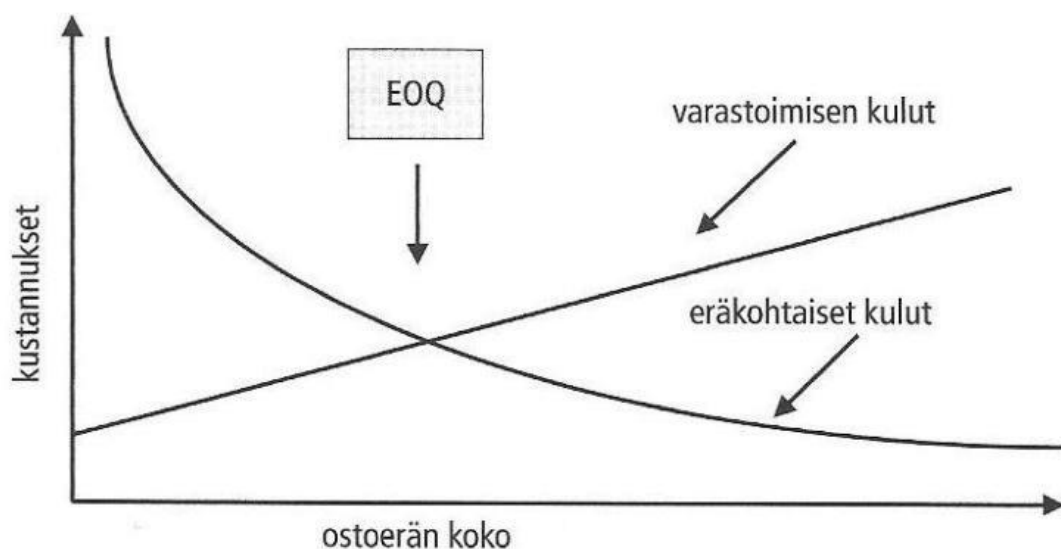 EOQ
varastoimisen kulut
eräkohtaiset kulut
kustannukset
ostoerän koko